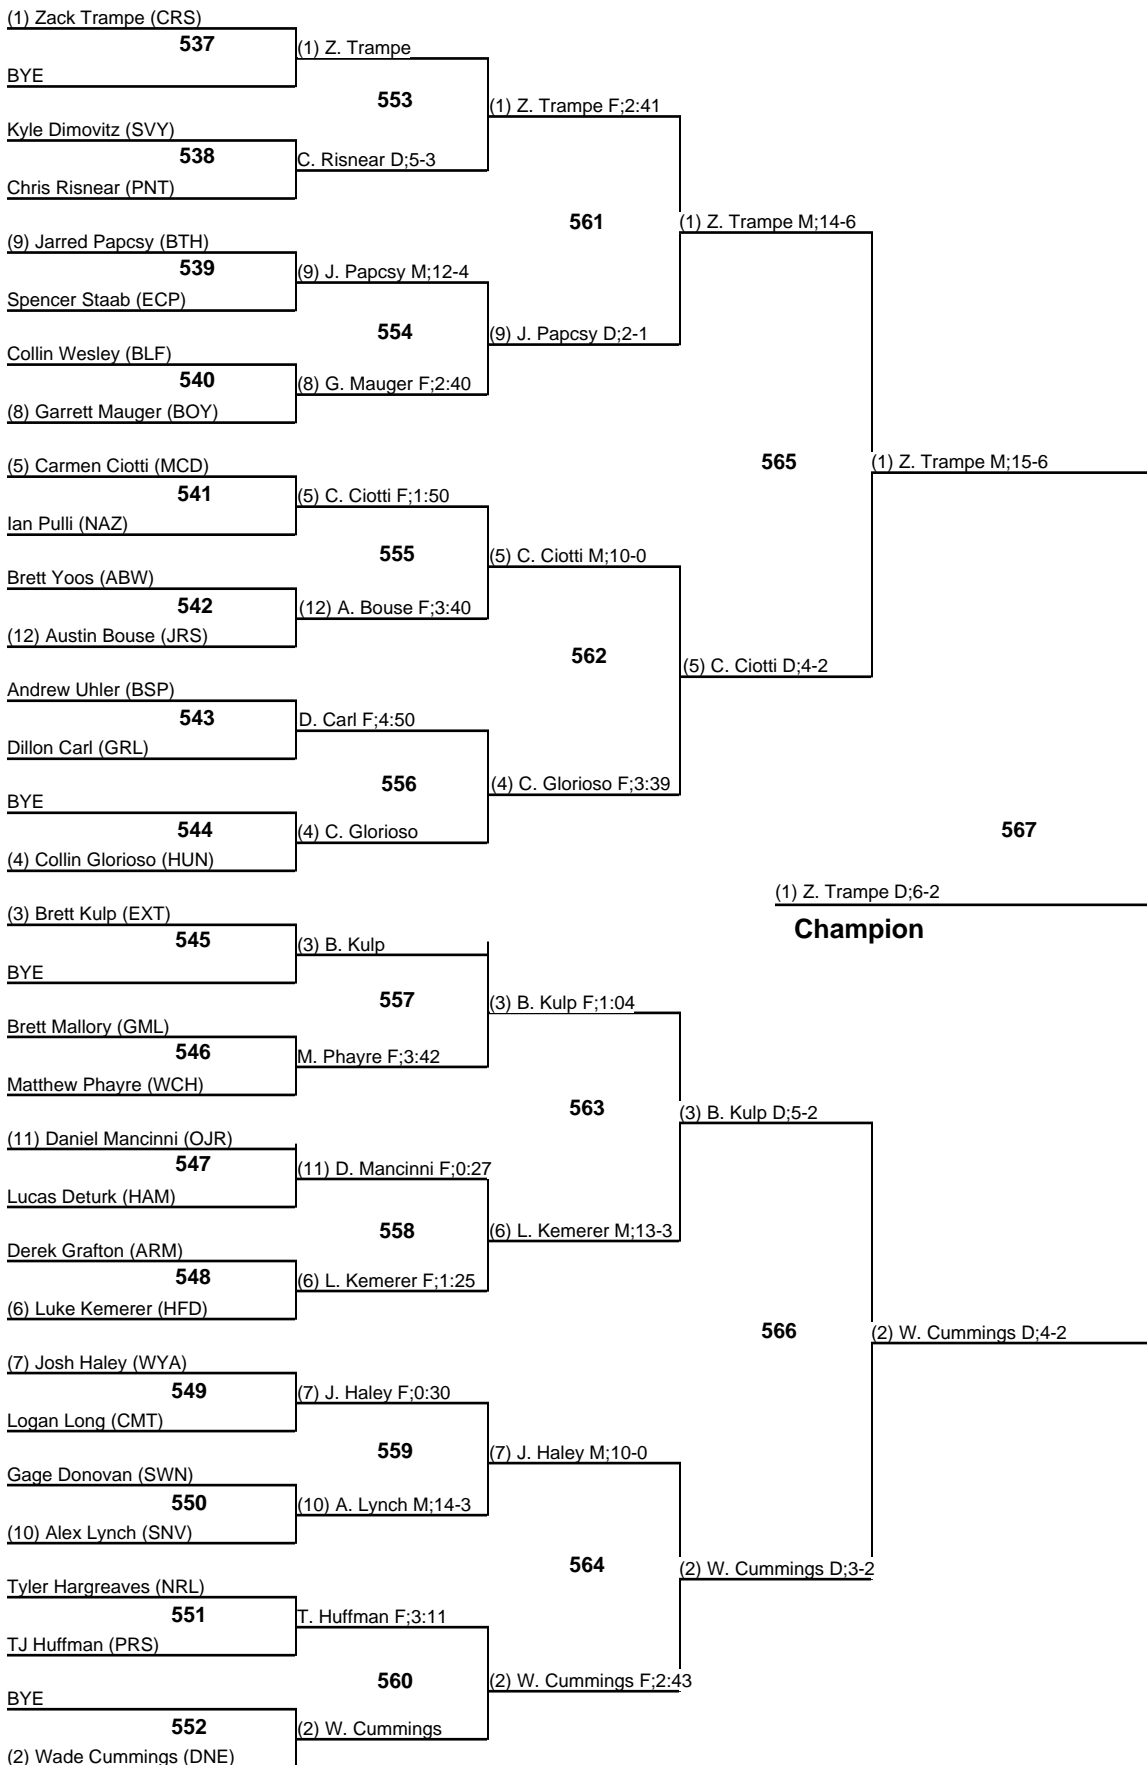 (1) Zack Trampe (CRS)
537
(1) Z. Trampe
BYE
553
(1) Z. Trampe F;2:41
Kyle Dimovitz (SVY)
538
C. Risnear D;5-3
Chris Risnear (PNT)
561
(1) Z. Trampe M;14-6
(9) Jarred Papcsy (BTH)
539
(9) J. Papcsy M;12-4
Spencer Staab (ECP)
554
(9) J. Papcsy D;2-1
Collin Wesley (BLF)
540
(8) G. Mauger F;2:40
(8) Garrett Mauger (BOY)
565
(1) Z. Trampe M;15-6
(5) Carmen Ciotti (MCD)
541
(5) C. Ciotti F;1:50
Ian Pulli (NAZ)
555
(5) C. Ciotti M;10-0
Brett Yoos (ABW)
542
(12) A. Bouse F;3:40
(12) Austin Bouse (JRS)
562
(5) C. Ciotti D;4-2
Andrew Uhler (BSP)
543
D. Carl F;4:50
Dillon Carl (GRL)
556
(4) C. Glorioso F;3:39
BYE
544
(4) C. Glorioso
567
(4) Collin Glorioso (HUN)
(1) Z. Trampe D;6-2
Champion
(3) Brett Kulp (EXT)
545
(3) B. Kulp
BYE
557
(3) B. Kulp F;1:04
Brett Mallory (GML)
546
M. Phayre F;3:42
Matthew Phayre (WCH)
563
(3) B. Kulp D;5-2
(11) Daniel Mancinni (OJR)
547
(11) D. Mancinni F;0:27
Lucas Deturk (HAM)
558
(6) L. Kemerer M;13-3
Derek Grafton (ARM)
548
(6) L. Kemerer F;1:25
(6) Luke Kemerer (HFD)
566
(2) W. Cummings D;4-2
(7) Josh Haley (WYA)
549
(7) J. Haley F;0:30
Logan Long (CMT)
559
(7) J. Haley M;10-0
Gage Donovan (SWN)
550
(10) A. Lynch M;14-3
(10) Alex Lynch (SNV)
564
(2) W. Cummings D;3-2
Tyler Hargreaves (NRL)
551
T. Huffman F;3:11
TJ Huffman (PRS)
560
(2) W. Cummings F;2:43
BYE
552
(2) W. Cummings
(2) Wade Cummings (DNE)